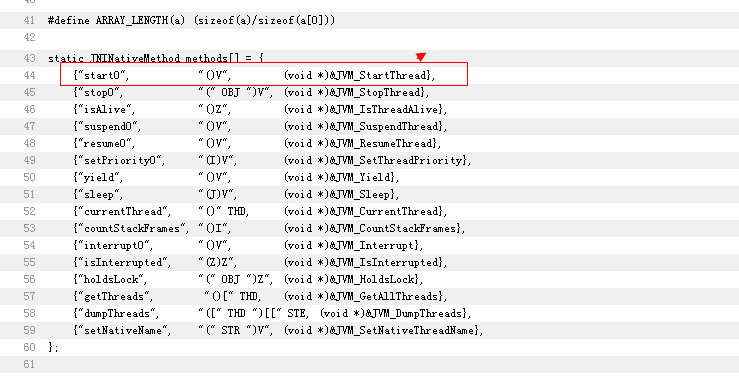 41 #define ARRAY_LENGTH(a) (sizeof(a)/sizeof(a[0]))
42
43 static JNINativeMethod methods[] = {
44 {"start0", "()V", (void *)&JVM_StartThread},
45 {"stop0", "(" OBJ ")V", (void *)&JVM_StopThread},
46 {"isAlive", "()Z", (void *)&JVM_IsThreadAlive},
47 {"suspend0", "()V", (void *)&JVM_SuspendThread},
48 {"resume0", "()V", (void *)&JVM_ResumeThread},
49 {"setPriority0", "(I)V", (void *)&JVM_SetThreadPriority},
50 {"yield", "()V", (void *)&JVM_Yield},
51 {"sleep", "(J)V", (void *)&JVM_Sleep},
52 {"currentThread", "()" THD, (void *)&JVM_CurrentThread},
53 {"countStackFrames", "()I", (void *)&JVM_CountStackFrames},
54 {"interrupt0", "()V", (void *)&JVM_Interrupt},
55 {"isInterrupted", "(Z)Z", (void *)&JVM_IsInterrupted},
56 {"holdsLock", "(" OBJ ")Z", (void *)&JVM_HoldsLock},
57 {"getThreads", "()[" THD, (void *)&JVM_GetAllThreads},
58 {"dumpThreads", "([" THD ")[[" STE, (void *)&JVM_DumpThreads},
59 {"setNativeName", "(" STR ")V", (void *)&JVM_SetNativeThreadName},
60 };
61